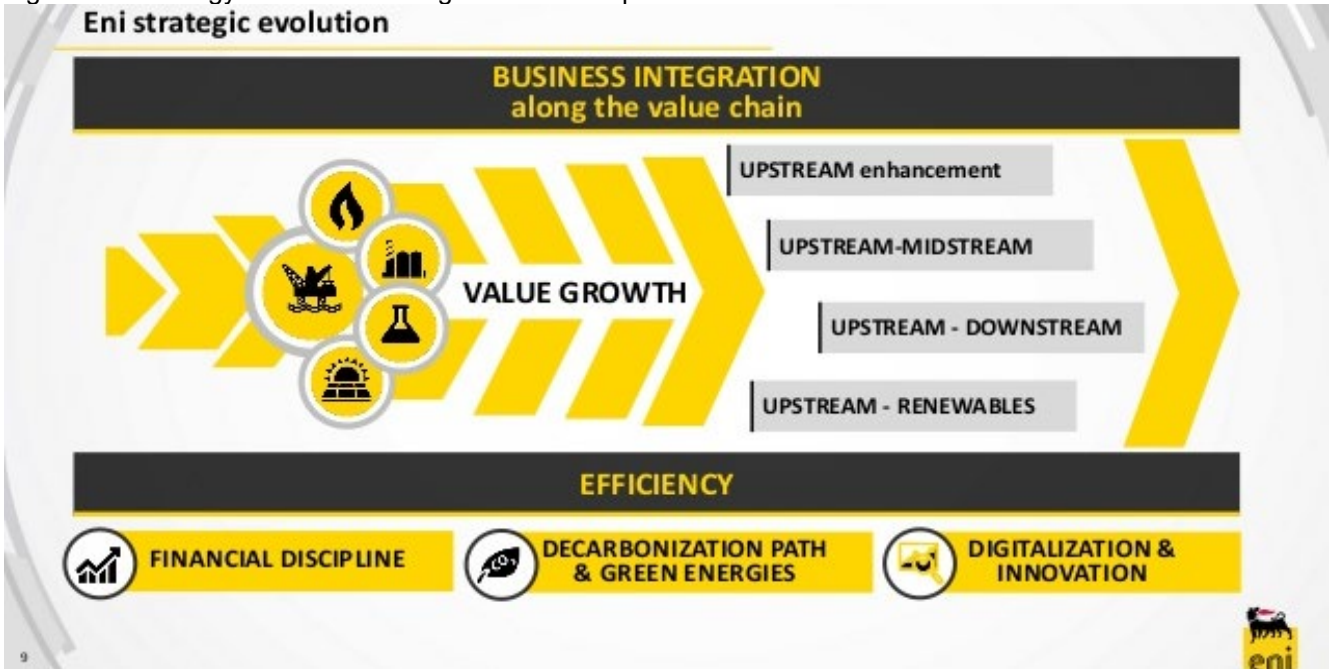 Eni strategic evolution
BUSINESS INTEGRATION
along the value chain
UPSTREAM enhancement
UPSTREAM-MIDSTREAM
VALUE GROWTH
UPSTREAM - DOWNSTREAM
UPSTREAM - RENEWABLES
EFFICIENCY
FINANCIAL DISCIPLINE
DECARBONIZATION PATH
& GREEN ENERGIES
DIGITALIZATION &
INNOVATION
9
eni